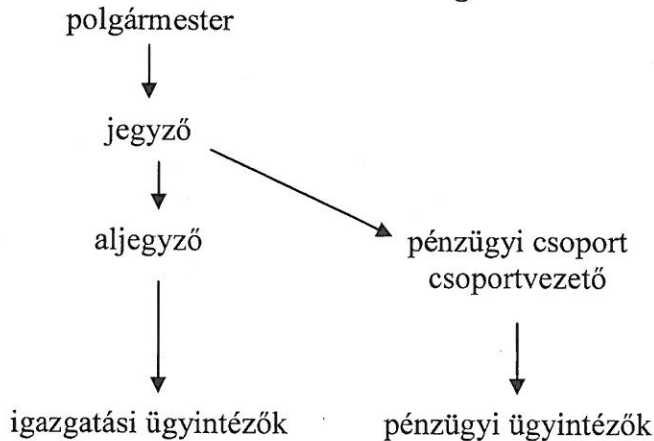 polgármester
jegyző
aljegyző
pénzügyi csoport
csoportvezető
igazgatási ügyintézők
pénzügyi ügyintézők